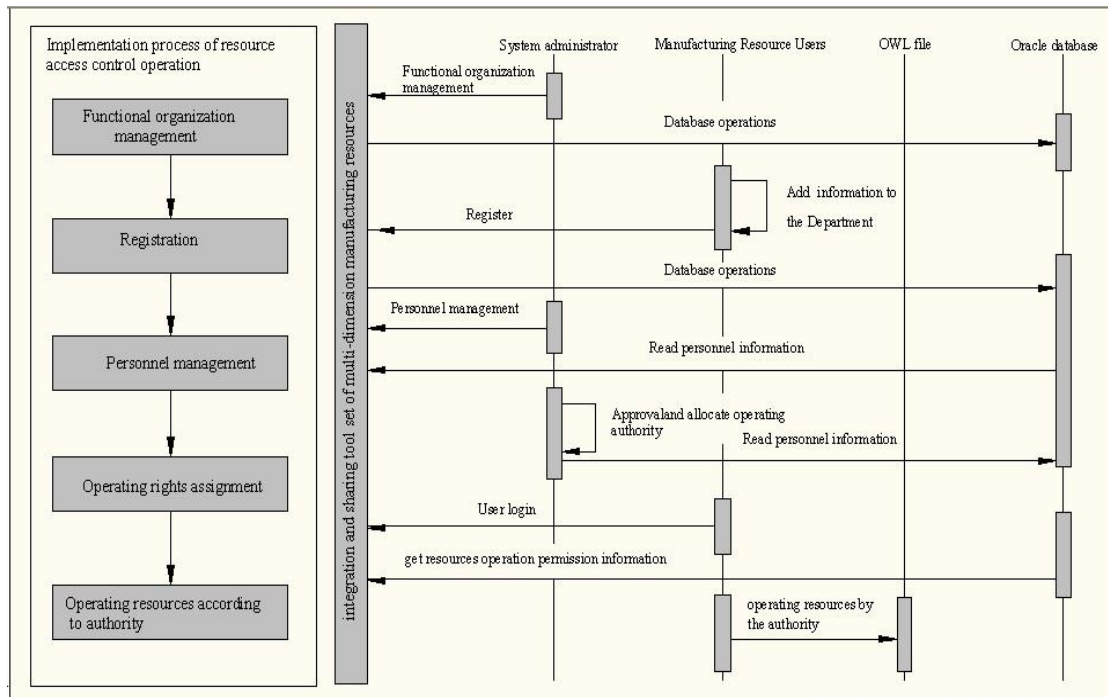 Implementation process of resource
access control operation
Functional organization
management
Registration
Personnel management
Operating rights assignment
Operating resources according
to authority
integration and sharing tool set of multi-dimension manufacturing resources
System administrator
Manufacturing Resource Users
OWL file
Oracle database
Functional organization
management
Database operations
Add information to
the Department
Register
Database operations
Personnel management
Read personnel information
Approvaland allocate operating
authority
Read personnel information
User login
get resources operation permission information
operating resources by
the authority